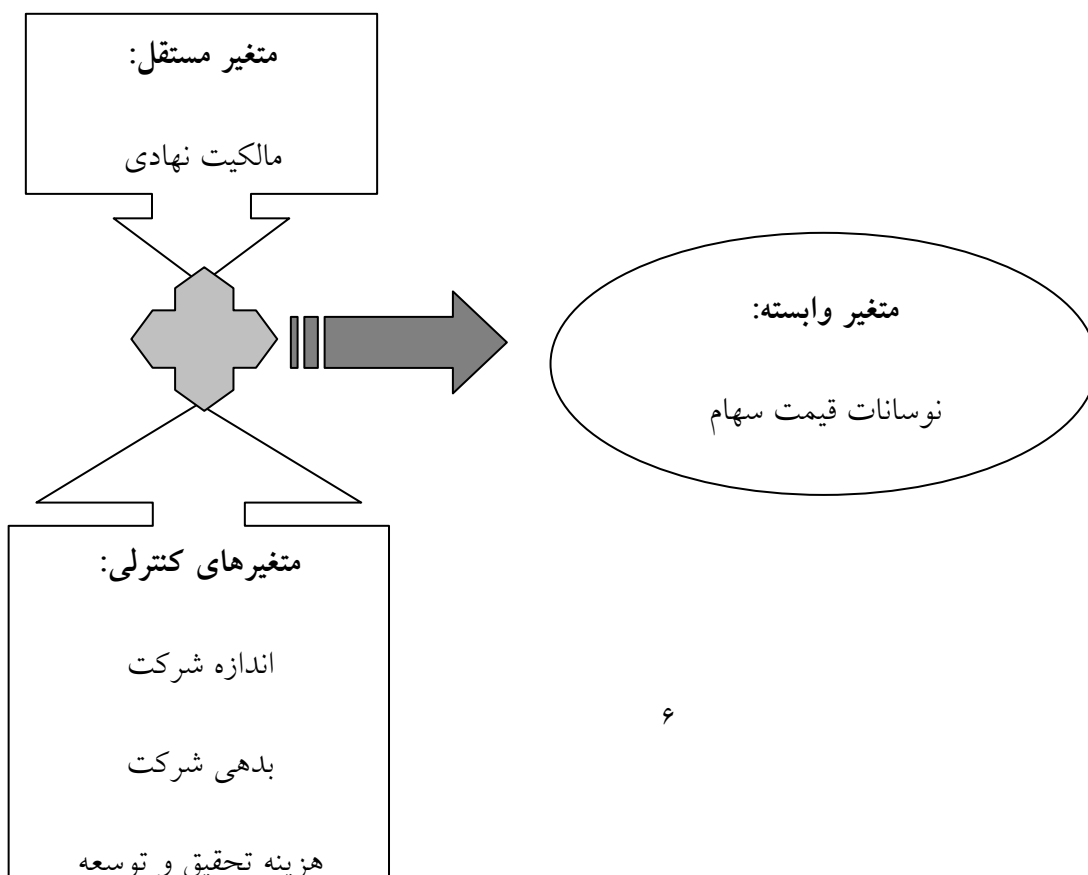 متغیر مستقل:
مالکیت نهادی
متغیر وابسته:
نوسانات قیمت سهام
متغیرهای کنترلی:
اندازه شرکت
بدهی شرکت
هزینه تحقیق و توسعه
۶